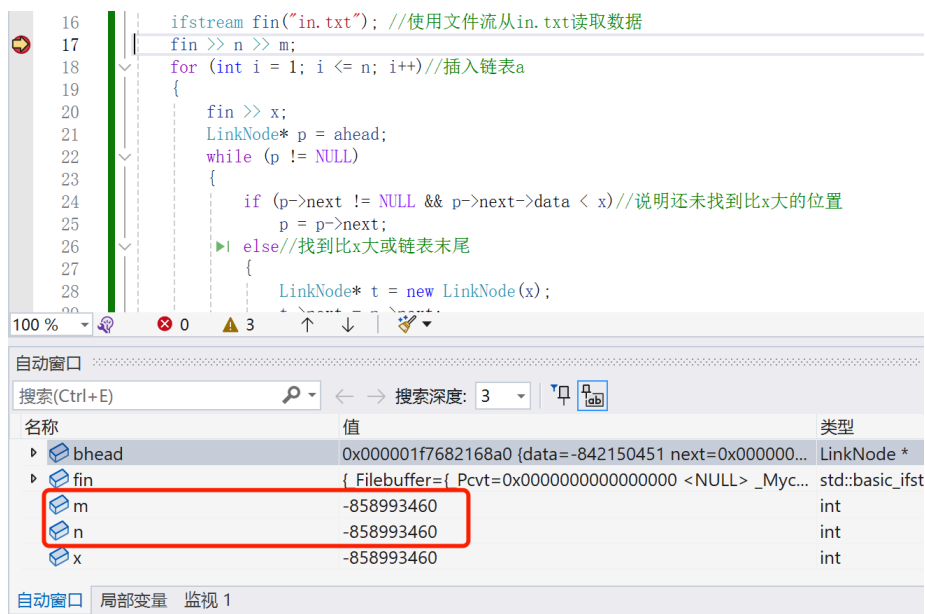 16 ifstream fin("in.txt"); //使用文件流从in.txt读取数据
17 fin >> n >> m;
18 for (int i = 1; i <= n; i++)//插入链表a
19 {
20 fin >> x;
21 LinkNode* p = ahead;
22 while (p != NULL)
23 {
24 if (p->next != NULL && p->next->data < x)//说明还未找到比x大的位置
25 p = p->next;
26 else//找到比x大或链表末尾
27 {
28 LinkNode* t = new LinkNode(x);
100 % 0 3
自动窗口
搜索(Ctrl+E) 搜索深度: 3
名称 值 类型
bhead 0x000001f7682168a0 {data=-842150451 next=0x000000... LinkNode *
fin {_Filebuffer={_Pcvt=0x0000000000000000 <NULL> _Myc... std::basic_ifst
m -858993460 int
n -858993460 int
x -858993460 int
自动窗口 局部变量 监视 1